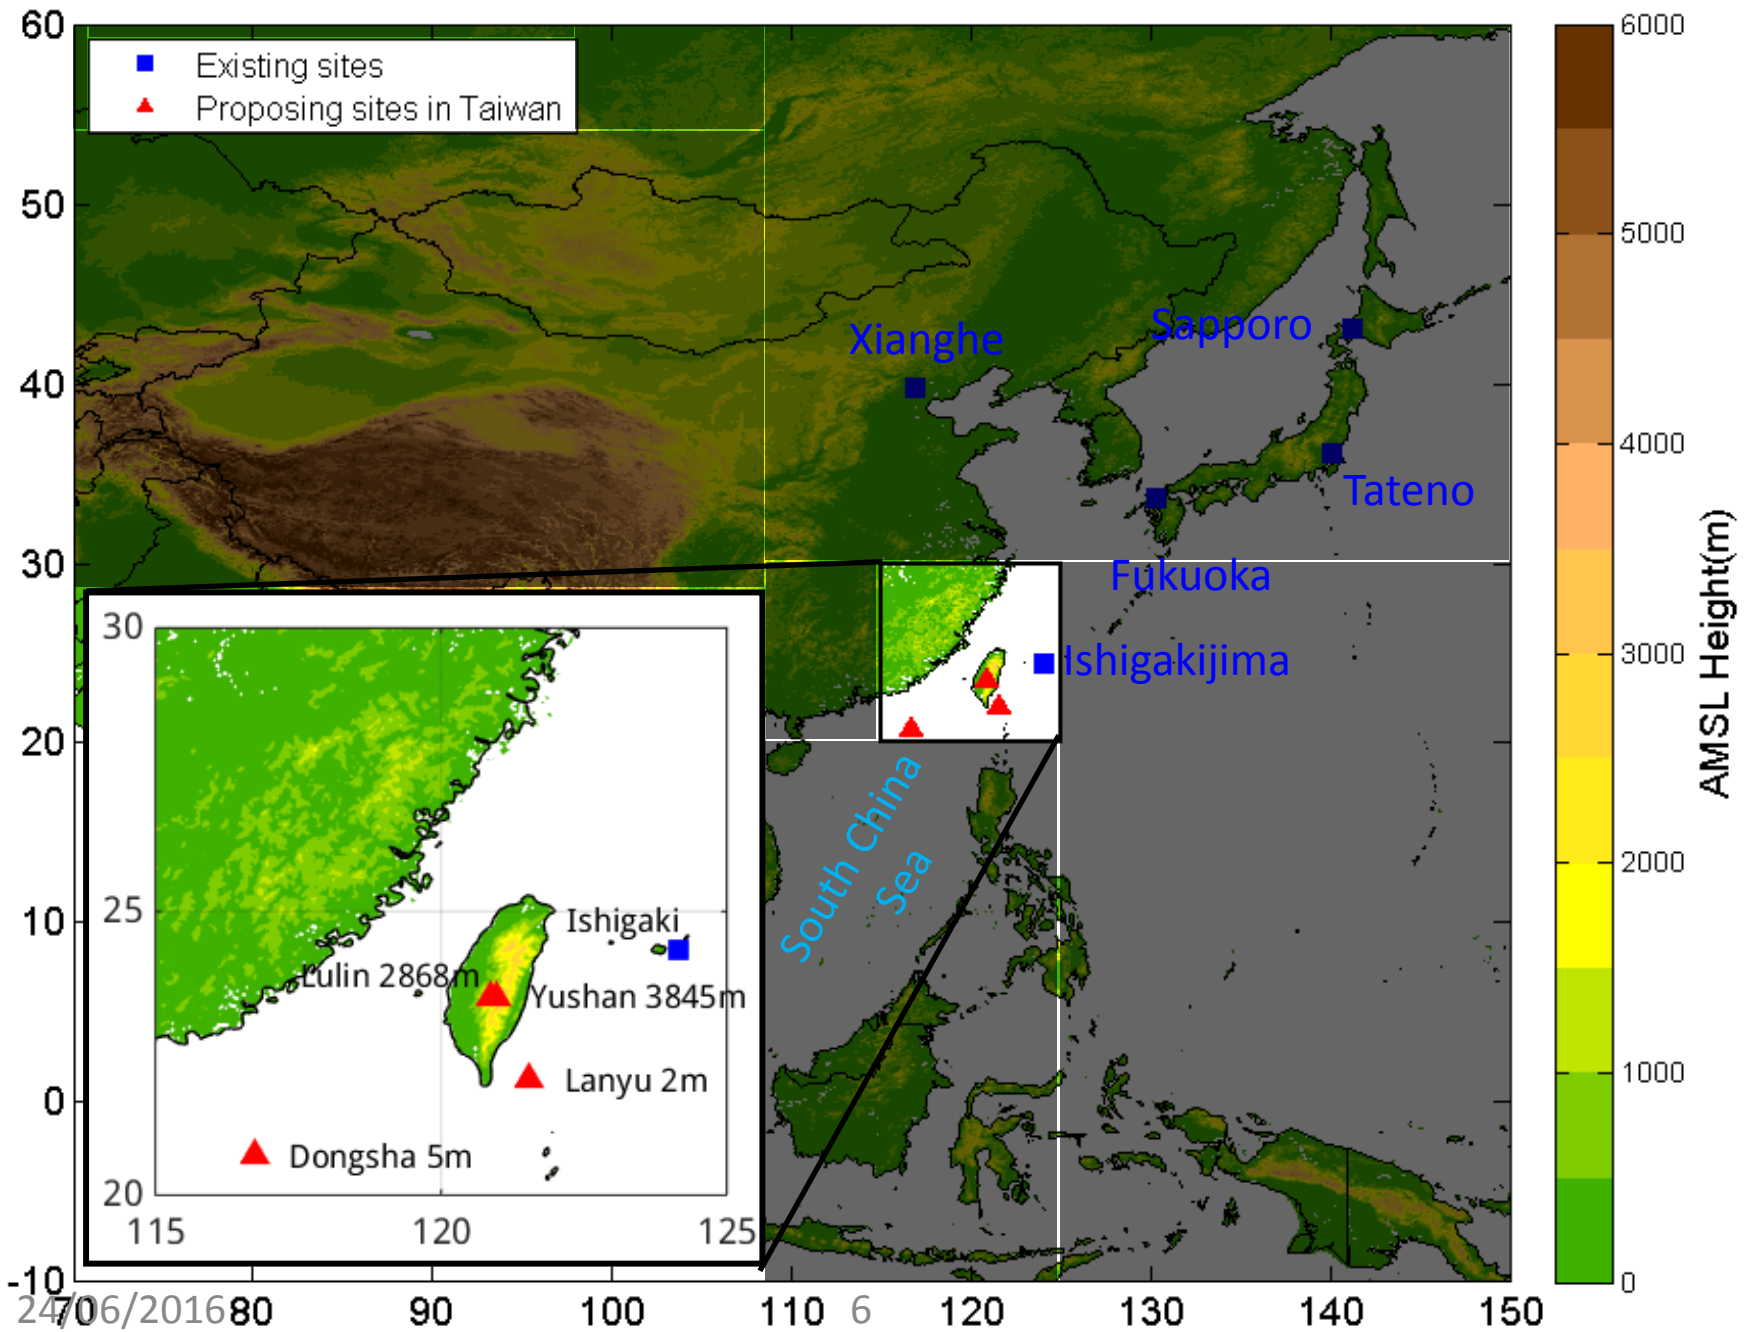 60
50
40
30
20
10
0
-10
Existing sites
Proposing sites in Taiwan
Xianghe
Sapporo
Tateno
Fukuoka
Ishigakijima
South China
Sea
30
25
20
115
120
125
Ishigaki
Lulin 2868m
Yushan 3845m
Lanyu 2m
Dongsha 5m
6000
5000
4000
3000
2000
1000
0
AMSL Height(m)
70 80 90 100 110 120 130 140 150
24/06/2016
6